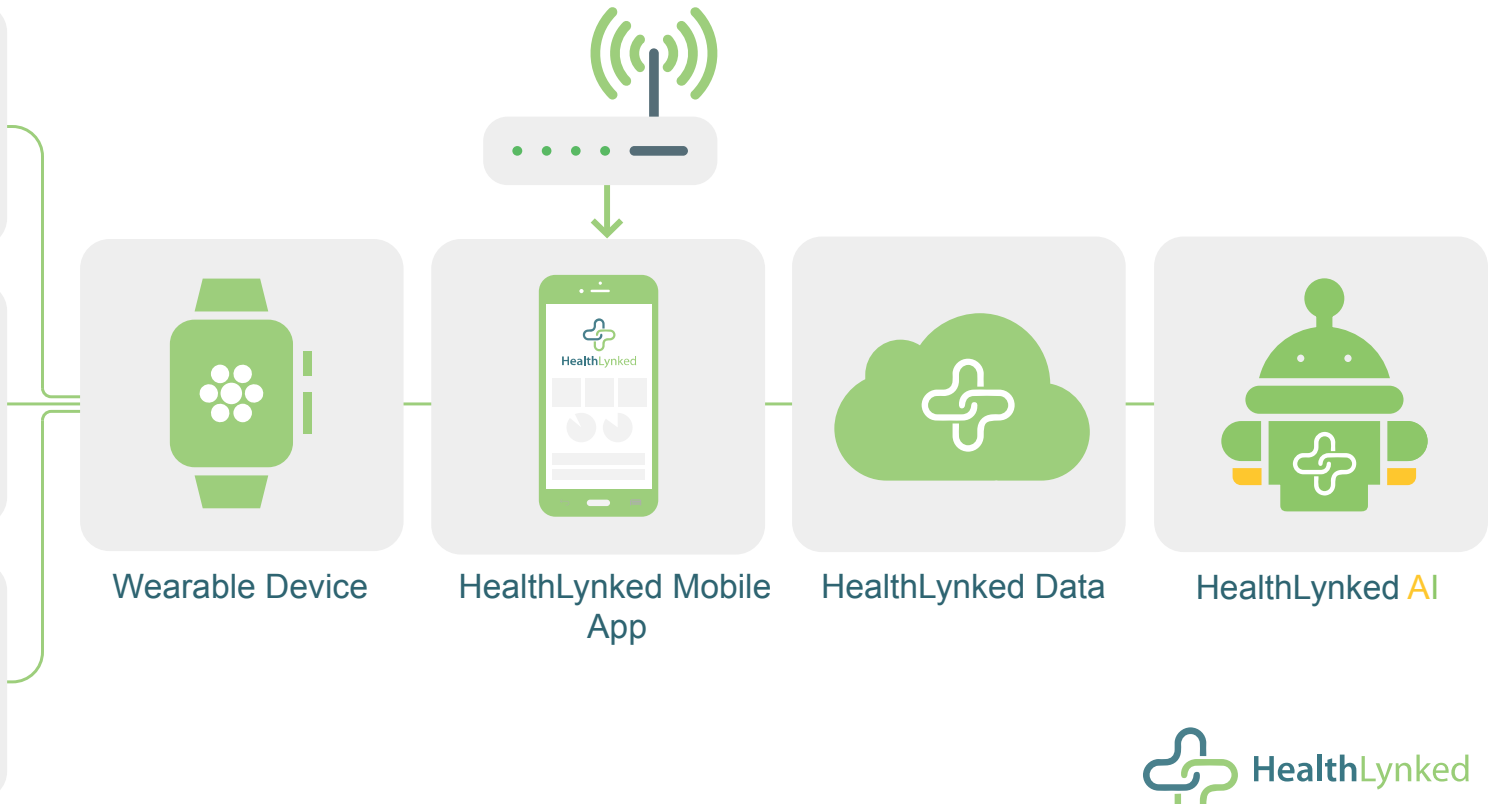 HealthLynked
Wearable Device
HealthLynked Mobile
App
HealthLynked Data
HealthLynked AI
HealthLynked